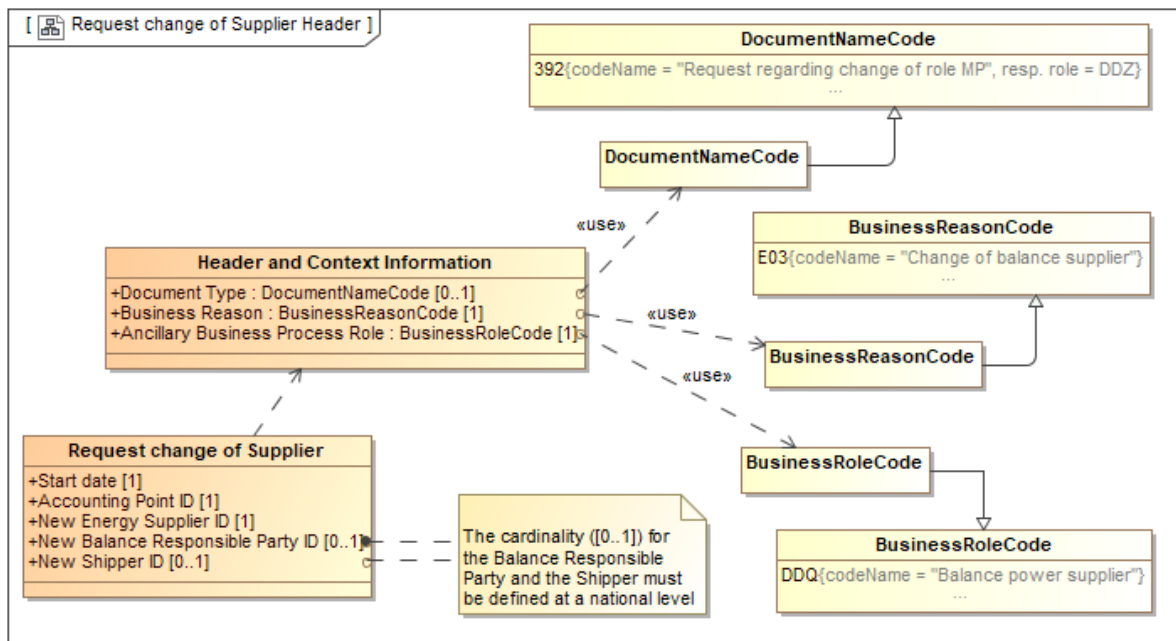 [ Request change of Supplier Header ]
DocumentNameCode
392{codeName = "Request regarding change of role MP", resp. role = DDZ}
...
DocumentNameCode
«use»
BusinessReasonCode
E03{codeName = "Change of balance supplier"}
...
Header and Context Information
+Document Type : DocumentNameCode [0..1]
+Business Reason : BusinessReasonCode [1]
+Ancillary Business Process Role : BusinessRoleCode [1]
«use»
BusinessReasonCode
«use»
Request change of Supplier
+Start date [1]
+Accounting Point ID [1]
+New Energy Supplier ID [1]
+New Balance Responsible Party ID [0..1]
+New Shipper ID [0..1]
BusinessRoleCode
The cardinality ([0..1]) for
the Balance Responsible
Party and the Shipper must
be defined at a national level
BusinessRoleCode
DDQ{codeName = "Balance power supplier"}
...